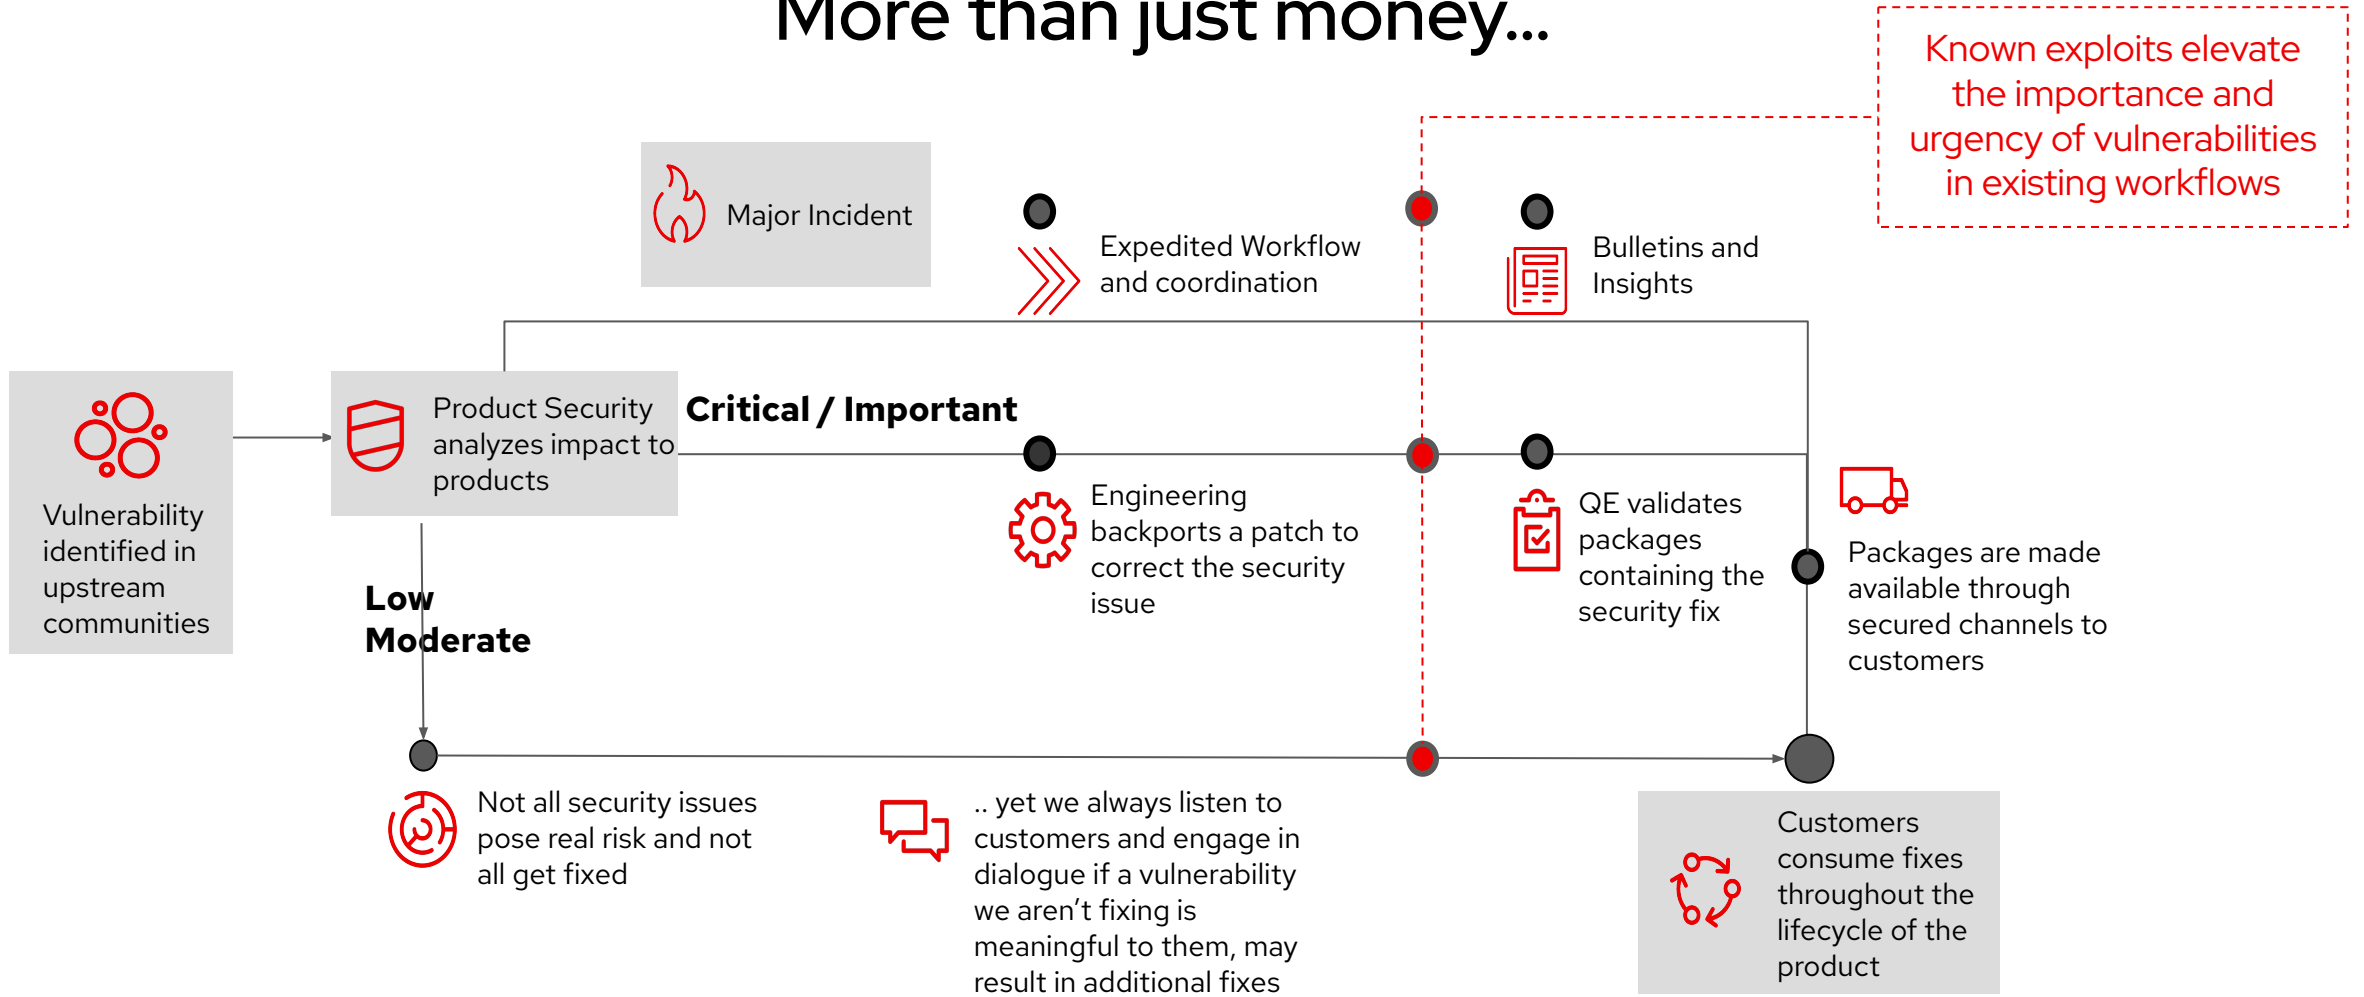 More than just money...
Known exploits elevate
the importance and
urgency of vulnerabilities
in existing workflows
Major Incident
Expedited Workflow
and coordination
Bulletins and
Insights
Vulnerability
identified in
upstream
communities
Product Security
analyzes impact to
products
Critical / Important
Engineering
backports a patch to
correct the security
issue
QE validates
packages
containing the
security fix
Packages are made
available through
secured channels to
customers
Low
Moderate
Not all security issues
pose real risk and not
all get fixed
.. yet we always listen to
customers and engage in
dialogue if a vulnerability
we aren’t fixing is
meaningful to them, may
result in additional fixes
Customers
consume fixes
throughout the
lifecycle of the
product